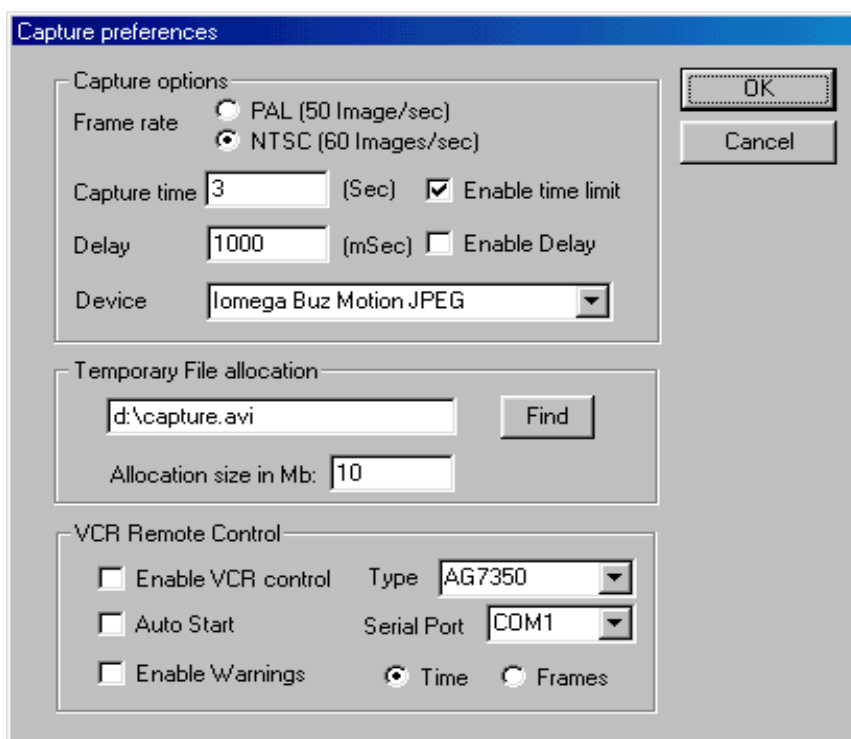 Capture preferences
Capture options
OK
Frame rate
PAL (50 Image/sec)
NTSC (60 Images/sec)
Cancel
Capture time 3 (Sec) Enable time limit
Delay 1000 (mSec) Enable Delay
Device Iomega Buz Motion JPEG
Temporary File allocation
d:\capture.avi Find
Allocation size in Mb: 10
VCR Remote Control
Enable VCR control Type AG7350
Auto Start Serial Port COM1
Enable Warnings Time Frames